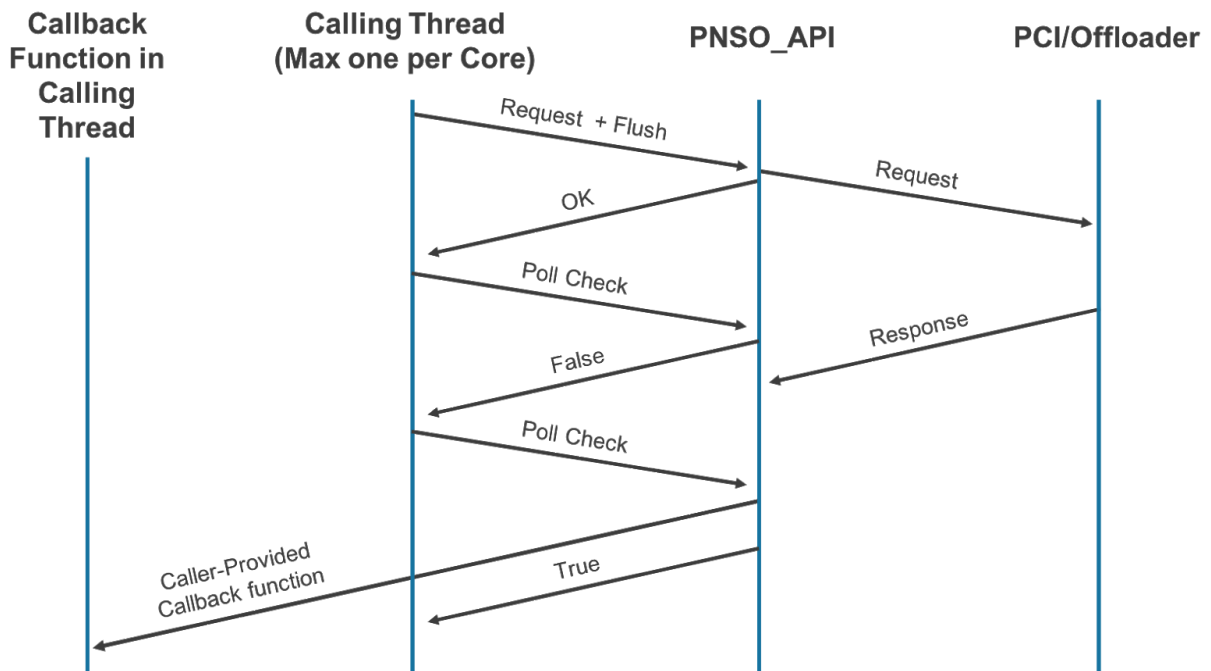 Callback
Function in
Calling
Thread
Calling Thread
(Max one per Core)
PNSO_API
PCI/Offloader
Request + Flush
Request
OK
Poll Check
Response
False
Poll Check
Caller-Provided
Callback function
True